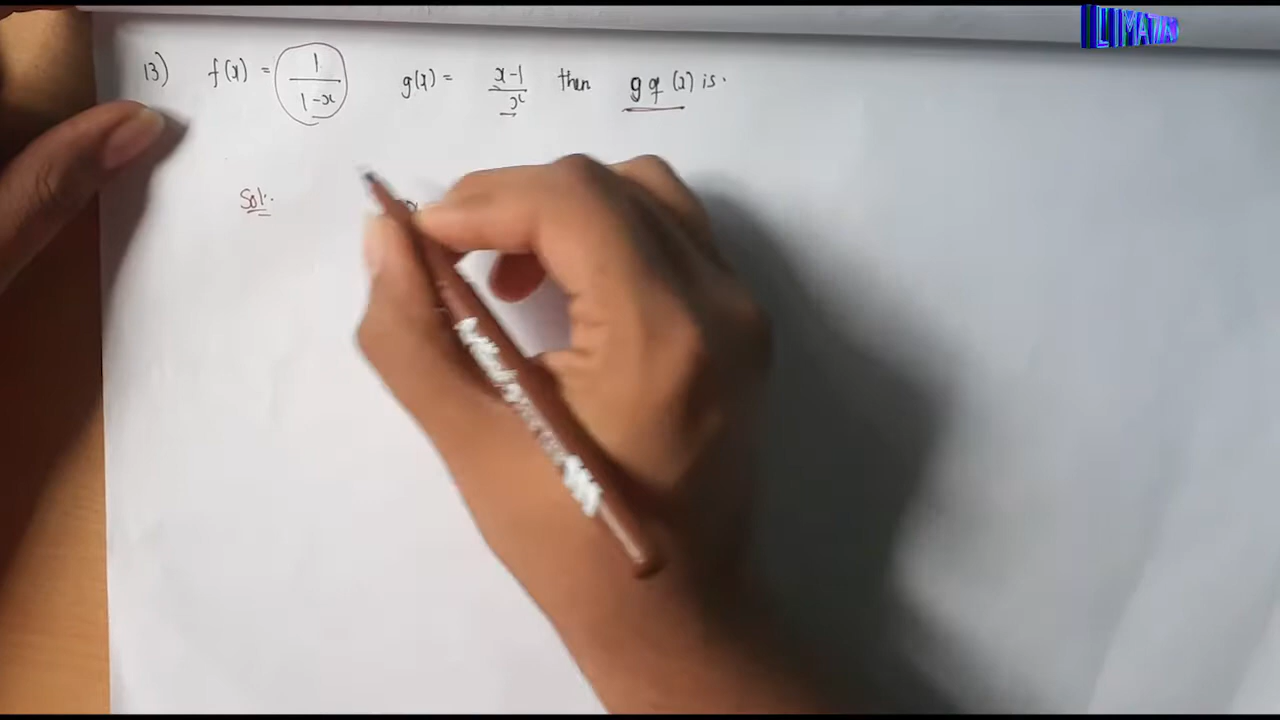 13) f(x) = 1/(1-x) g(x) = (x-1)/x then gof (x) is.
Sol: